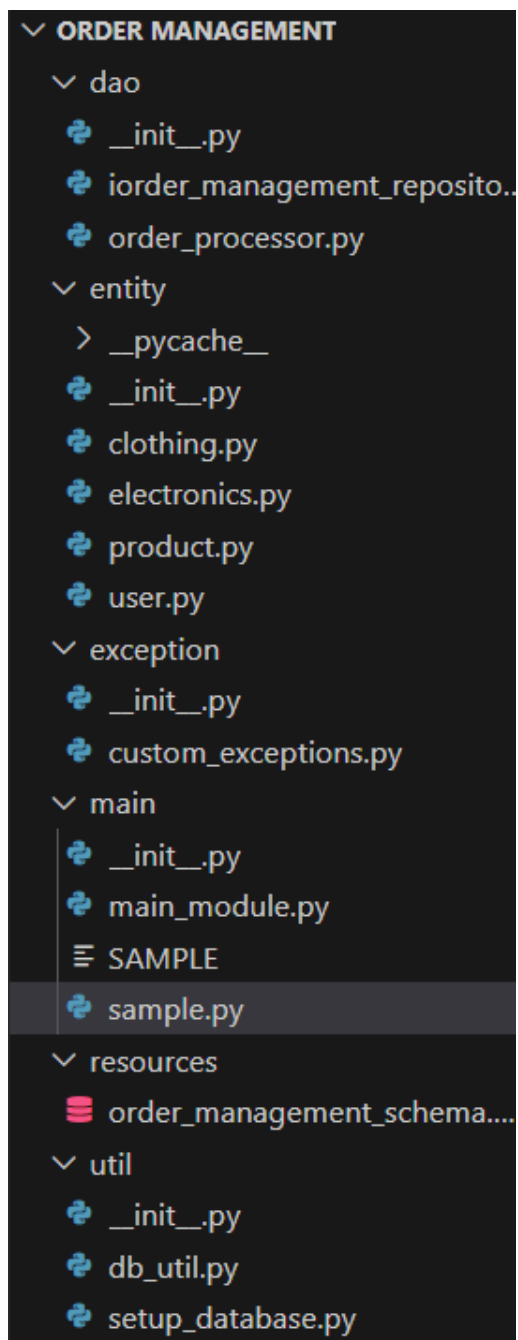 ORDER MANAGEMENT
dao
__init__.py
iorder_management_reposito...
order_processor.py
entity
__pycache__
__init__.py
clothing.py
electronics.py
product.py
user.py
exception
__init__.py
custom_exceptions.py
main
__init__.py
main_module.py
SAMPLE
sample.py
resources
order_management_schema....
util
__init__.py
db_util.py
setup_database.py